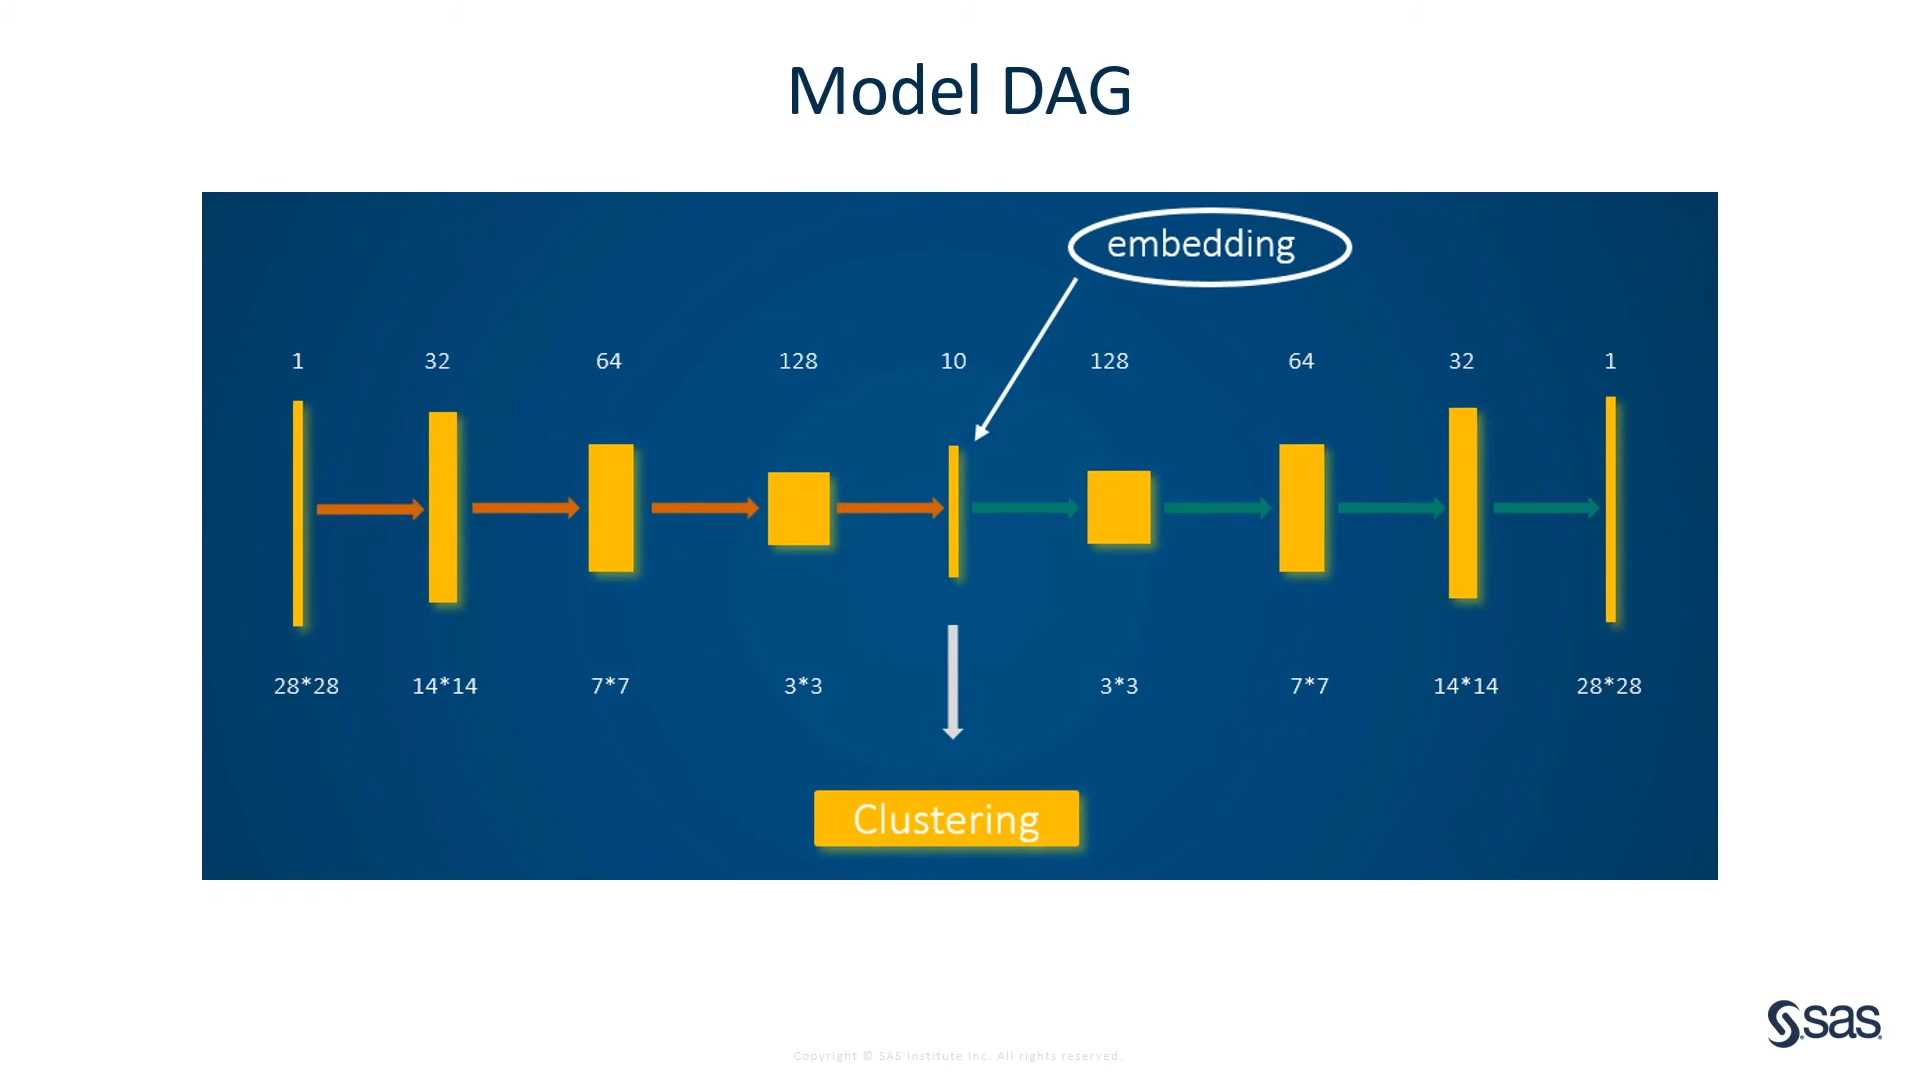 Model DAG
embedding
1 32 64 128 10 128 64 32 1
28*28 14*14 7*7 3*3 3*3 7*7 14*14 28*28
Clustering
sas
Copyright © SAS Institute Inc. All rights reserved.